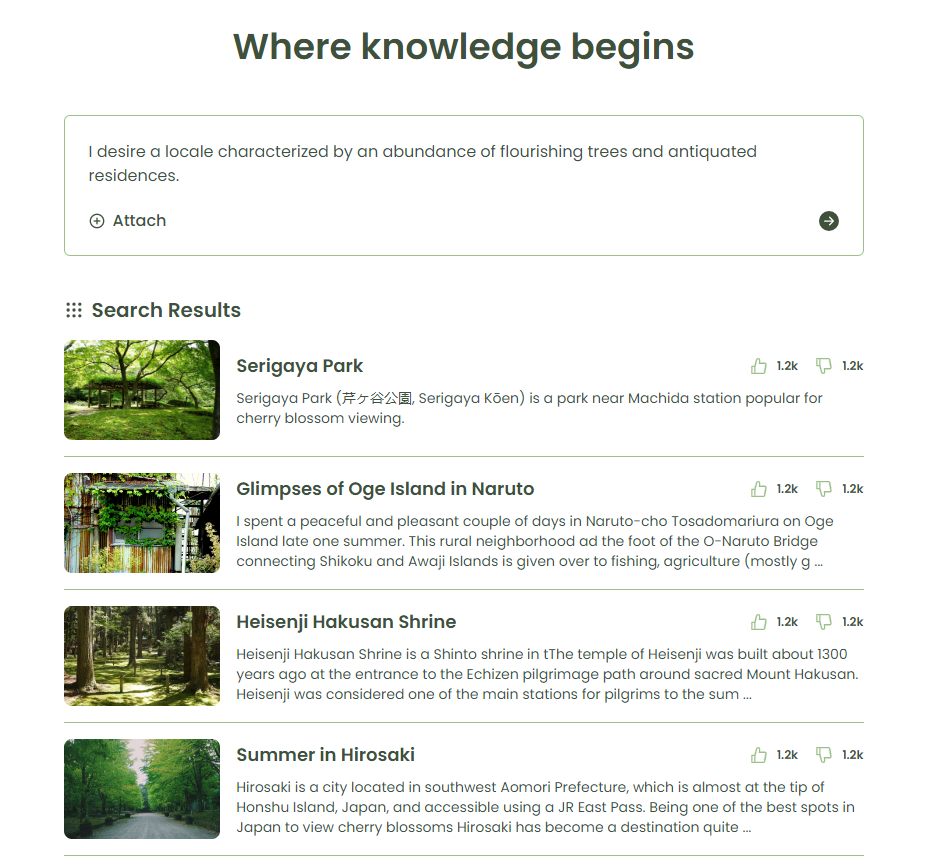 Where knowledge begins
I desire a locale characterized by an abundance of flourishing trees and antiquated
residences.
Attach
Search Results
Serigaya Park
1.2k
1.2k
Serigaya Park (芹ヶ谷公園, Serigaya Kōen) is a park near Machida station popular for
cherry blossom viewing.
Glimpses of Oge Island in Naruto
1.2k
1.2k
I spent a peaceful and pleasant couple of days in Naruto-cho Tosadomariura on Oge
Island late one summer. This rural neighborhood ad the foot of the O-Naruto Bridge
connecting Shikoku and Awaji Islands is given over to fishing, agriculture (mostly g ...
Heisenji Hakusan Shrine
1.2k
1.2k
Heisenji Hakusan Shrine is a Shinto shrine in tThe temple of Heisenji was built about 1300
years ago at the entrance to the Echizen pilgrimage path around sacred Mount Hakusan.
Heisenji was considered one of the main stations for pilgrims to the sum ...
Summer in Hirosaki
1.2k
1.2k
Hirosaki is a city located in southwest Aomori Prefecture, which is almost at the tip of
Honshu Island, Japan, and accessible using a JR East Pass. Being one of the best spots in
Japan to view cherry blossoms Hirosaki has become a destination quite ...